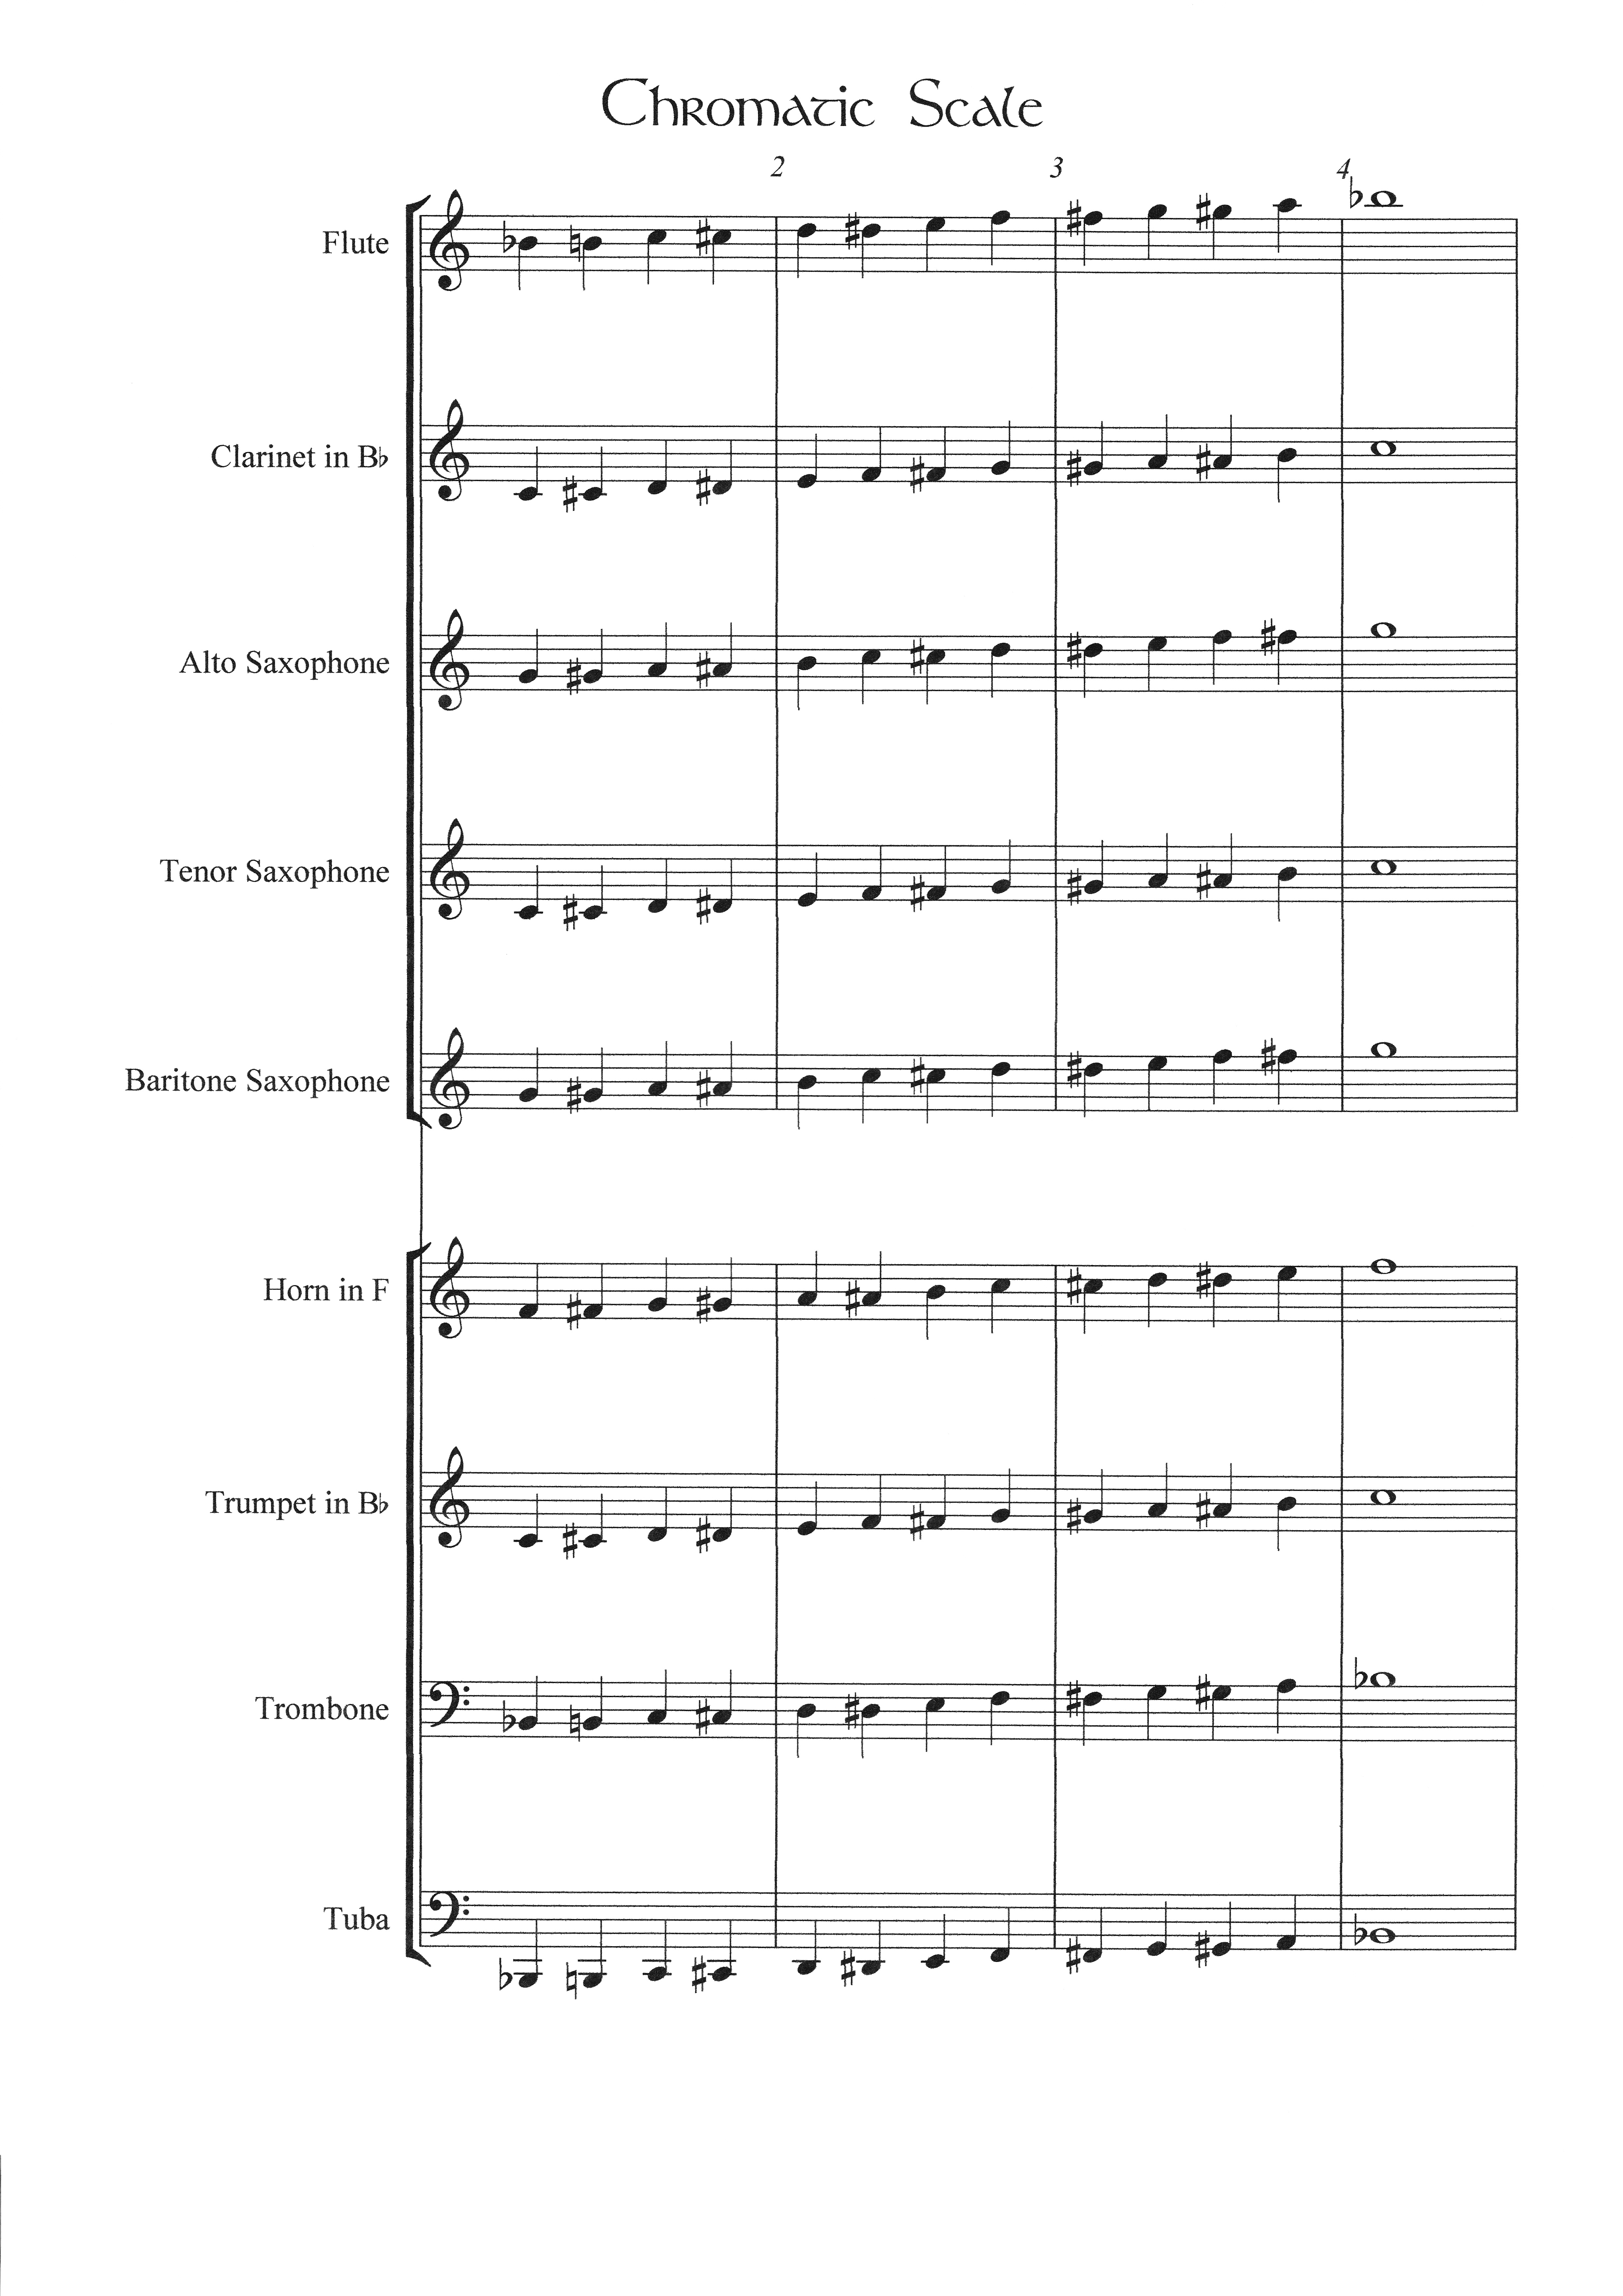 Chromatic Scale
2 3 4
Flute
Clarinet in B♭
Alto Saxophone
Tenor Saxophone
Baritone Saxophone
Horn in F
Trumpet in B♭
Trombone
Tuba